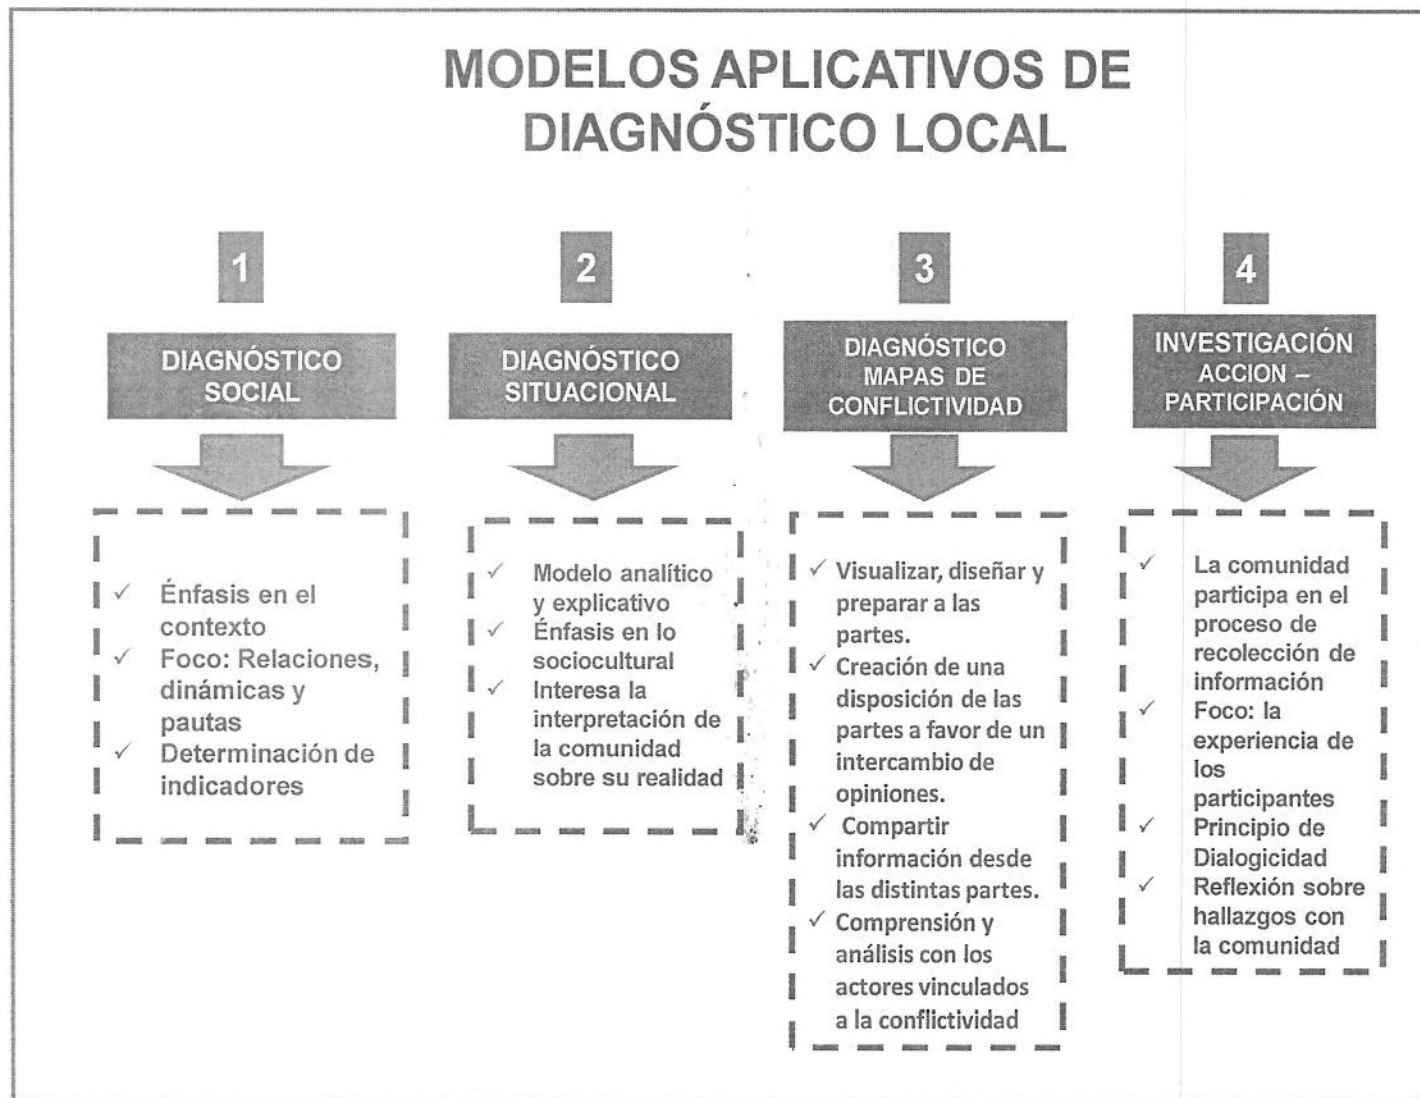 MODELOS APLICATIVOS DE
DIAGNÓSTICO LOCAL
1
DIAGNÓSTICO
SOCIAL
✓ Énfasis en el
contexto
✓ Foco: Relaciones,
dinámicas y
pautas
✓ Determinación de
indicadores
2
DIAGNÓSTICO
SITUACIONAL
✓ Modelo analítico
y explicativo
✓ Énfasis en lo
sociocultural
✓ Interesa la
interpretación de
la comunidad
sobre su realidad
3
DIAGNÓSTICO
MAPAS DE
CONFLICTIVIDAD
✓ Visualizar, diseñar y
preparar a las
partes.
✓ Creación de una
disposición de las
partes a favor de un
intercambio de
opiniones.
✓ Compartir
información desde
las distintas partes.
✓ Comprensión y
análisis con los
actores vinculados
a la conflictividad
4
INVESTIGACIÓN
ACCION –
PARTICIPACIÓN
✓ La comunidad
participa en el
proceso de
recolección de
información
✓ Foco: la
experiencia de
los
participantes
✓ Principio de
Dialogicidad
✓ Reflexión sobre
hallazgos con
la comunidad